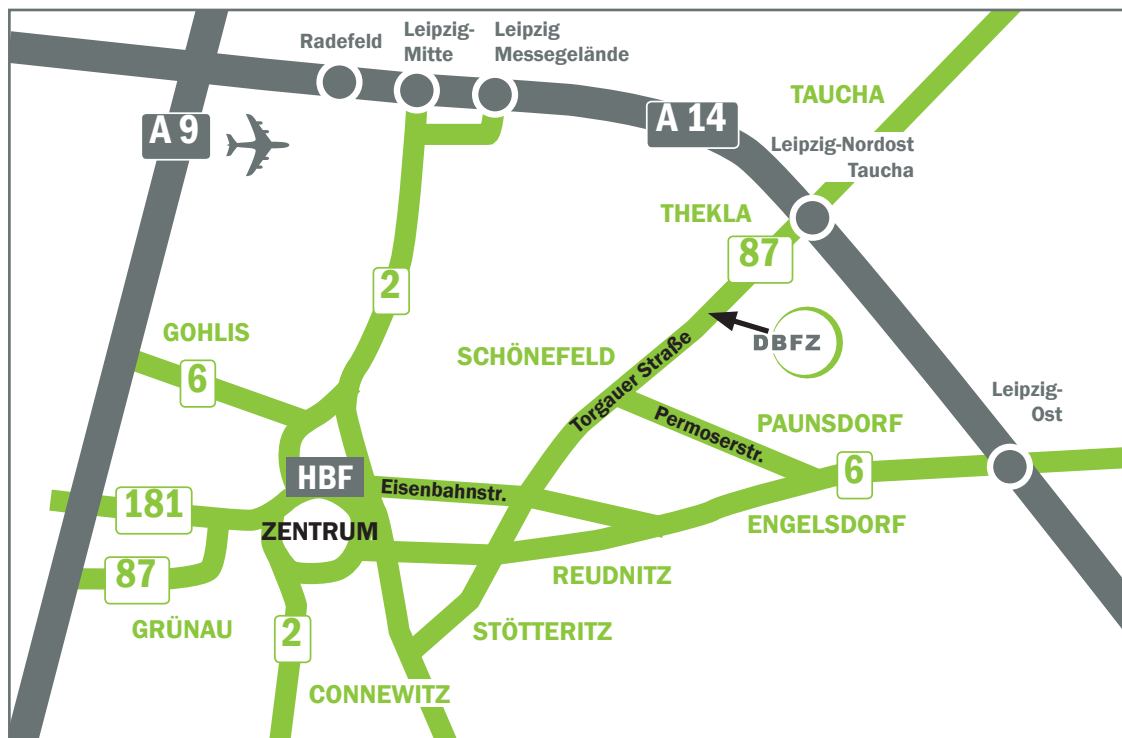 Radefeld
Leipzig-
Mitte
Leipzig
Messegelände
A 9
A 14
TAUCHA
Leipzig-Nordost
Taucha
THEKLA
87
2
DBFZ
GOHLIS
6
SCHÖNEFELD
Torgauer Straße
Permoserstr.
Leipzig-
Ost
PAUNSDORF
6
HBF
Eisenbahnstr.
181
ZENTRUM
ENGELSDORF
87
REUDNITZ
GRÜNAU
2
STÖTTERITZ
CONNEWITZ